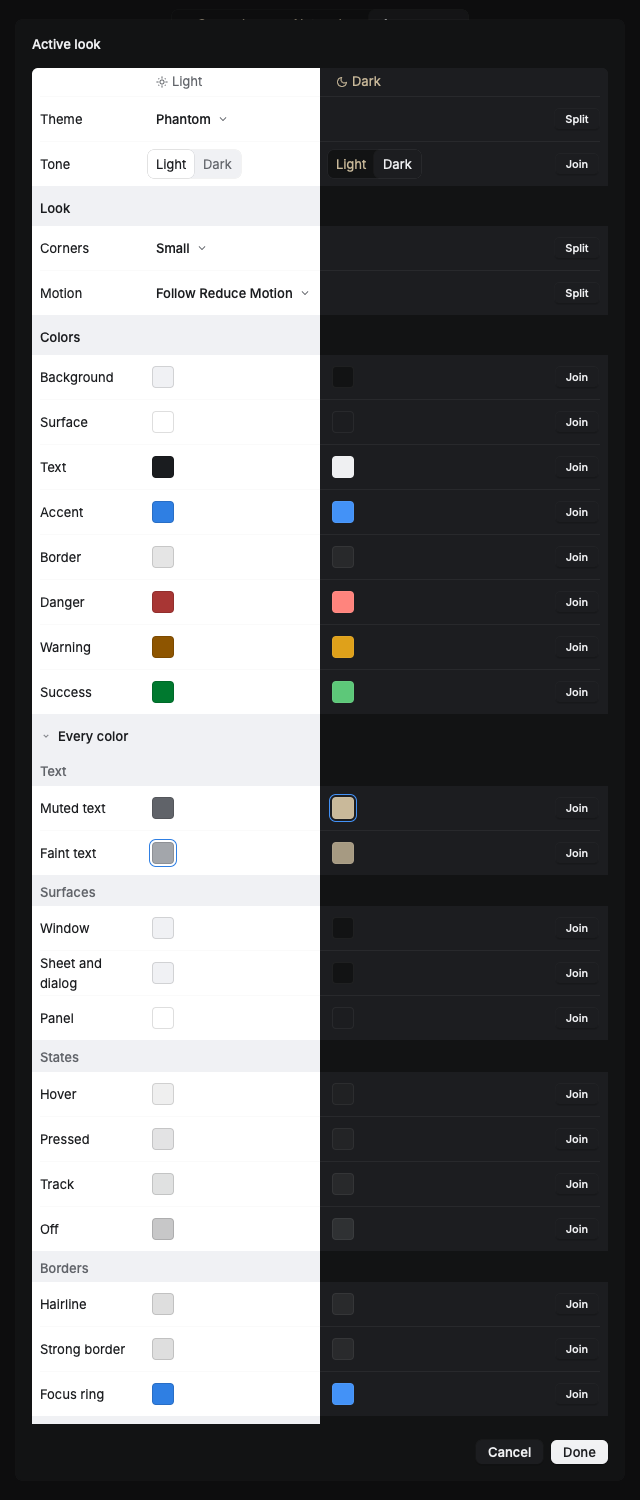 Active look
Light Dark
Theme Phantom Split
Tone Light Dark Light Dark Join
Look
Corners Small Split
Motion Follow Reduce Motion Split
Colors
Background Join
Surface Join
Text Join
Accent Join
Border Join
Danger Join
Warning Join
Success Join
Every color
Text
Muted text Join
Faint text Join
Surfaces
Window Join
Sheet and
dialog Join
Panel Join
States
Hover Join
Pressed Join
Track Join
Off Join
Borders
Hairline Join
Strong border Join
Focus ring Join
Cancel Done